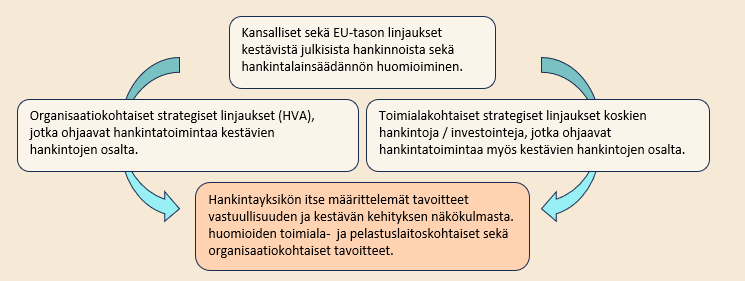 Kansalliset sekä EU-tason linjaukset
kestävistä julkisista hankinnoista sekä
hankintalainsäädännön huomioiminen.
Organisaatiokohtaiset strategiset linjaukset (HVA),
jotka ohjaavat hankintatoimintaa kestävien
hankintojen osalta.
Toimialakohtaiset strategiset linjaukset koskien
hankintoja / investointeja, jotka ohjaavat
hankintatoimintaa myös kestävien hankintojen osalta.
Hankintayksikön itse määrittelemät tavoitteet
vastuullisuuden ja kestävän kehityksen näkökulmasta.
huomioiden toimiala-  ja pelastuslaitoskohtaiset sekä
organisaatiokohtaiset tavoitteet.